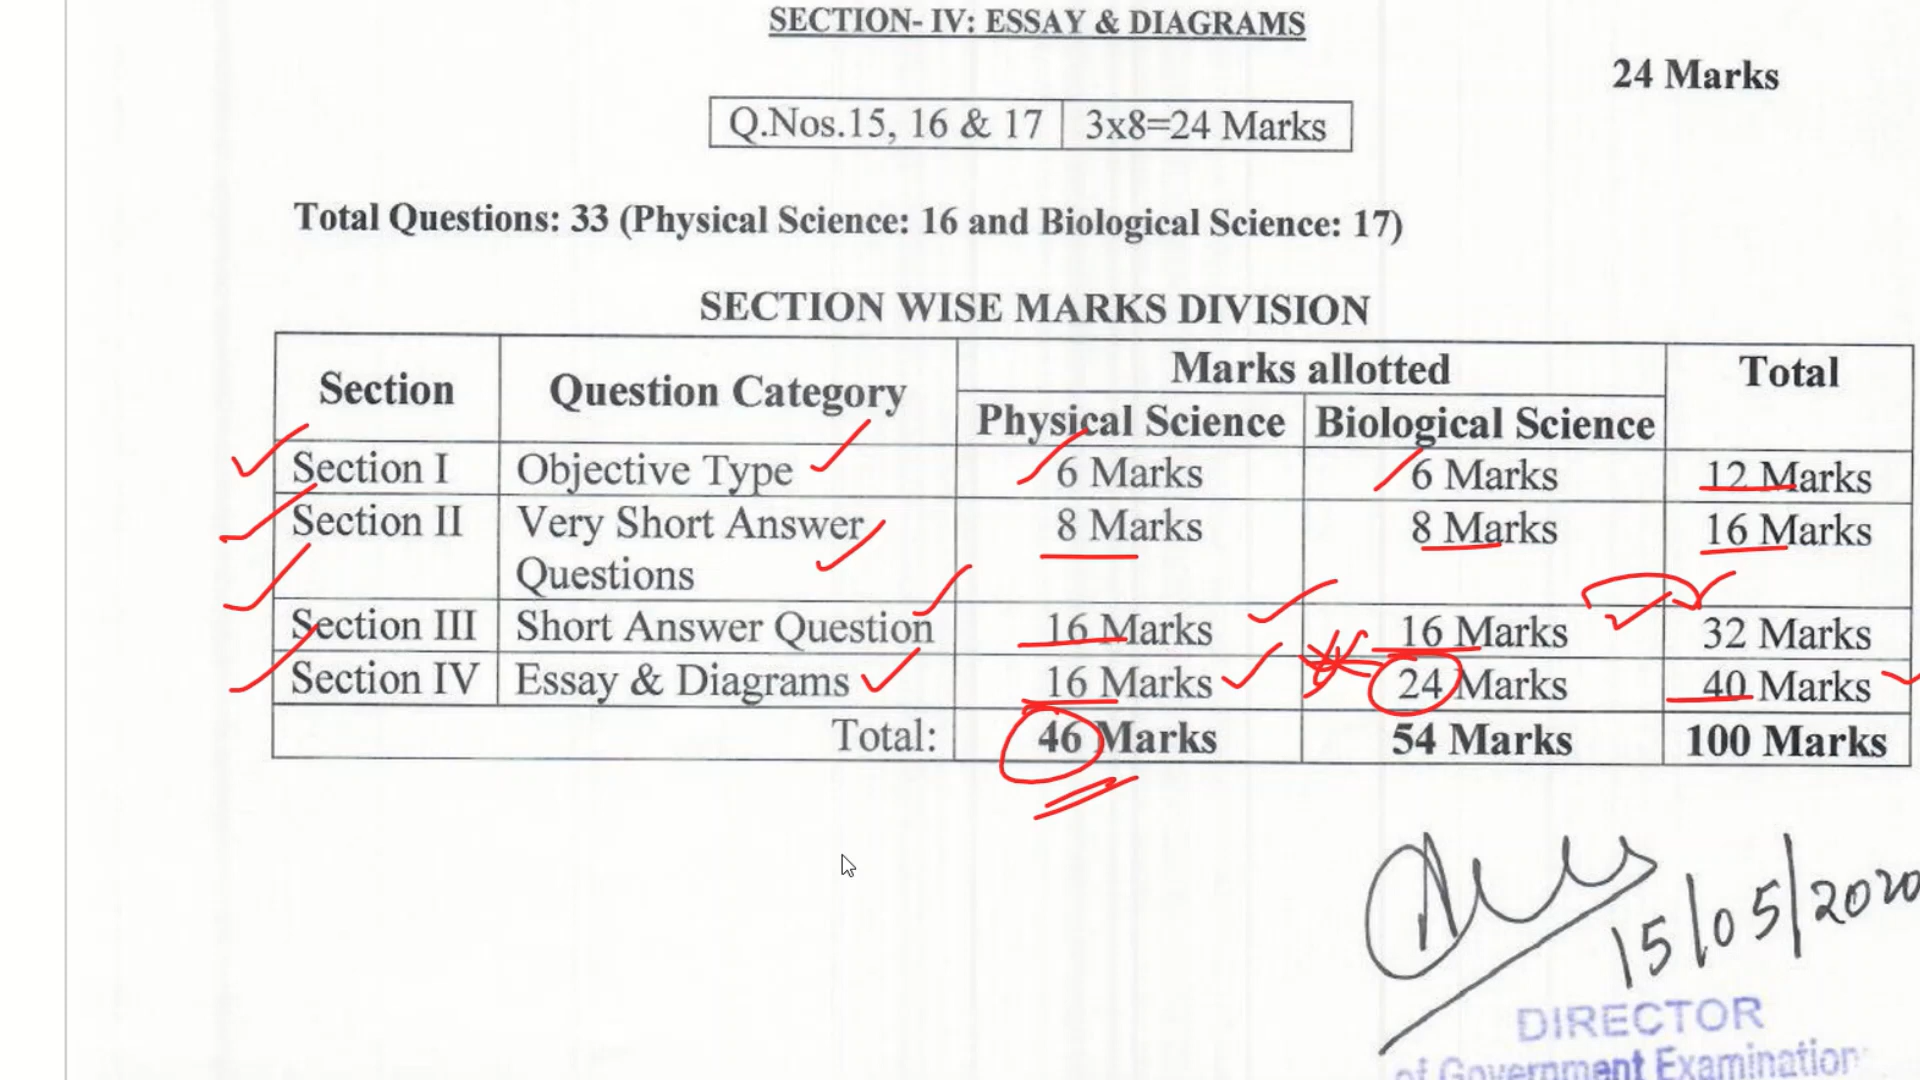 SECTION- IV: ESSAY & DIAGRAMS
24 Marks
Q.Nos.15, 16 & 17 3x8=24 Marks
Total Questions: 33 (Physical Science: 16 and Biological Science: 17)
SECTION WISE MARKS DIVISION
Section Question Category Marks allotted Total
Physical Science Biological Science
Section I Objective Type 6 Marks 6 Marks 12 Marks
Section II Very Short Answer 8 Marks 8 Marks 16 Marks
Questions
Section III Short Answer Question 16 Marks 16 Marks 32 Marks
Section IV Essay & Diagrams 16 Marks 24 Marks 40 Marks
Total: 46 Marks 54 Marks 100 Marks
15/05/2020
DIRECTOR
of Government Examination